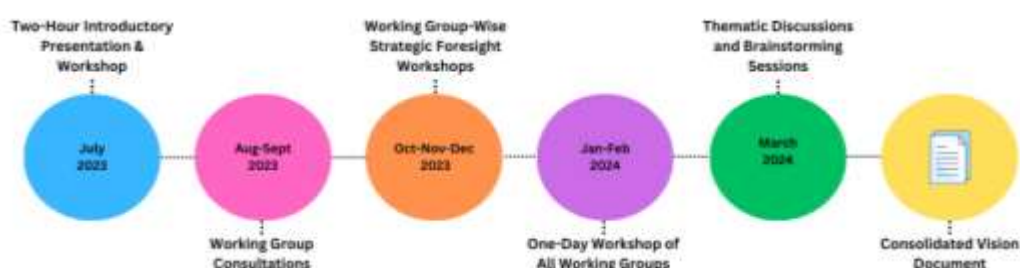 Two-Hour Introductory
Presentation &
Workshop
Working Group-Wise
Strategic Foresight
Workshops
Thematic Discussions
and Brainstorming
Sessions
July
2023
Aug-Sept
2023
Oct-Nov-Dec
2023
Jan-Feb
2024
March
2024
Working Group
Consultations
One-Day Workshop of
All Working Groups
Consolidated Vision
Document